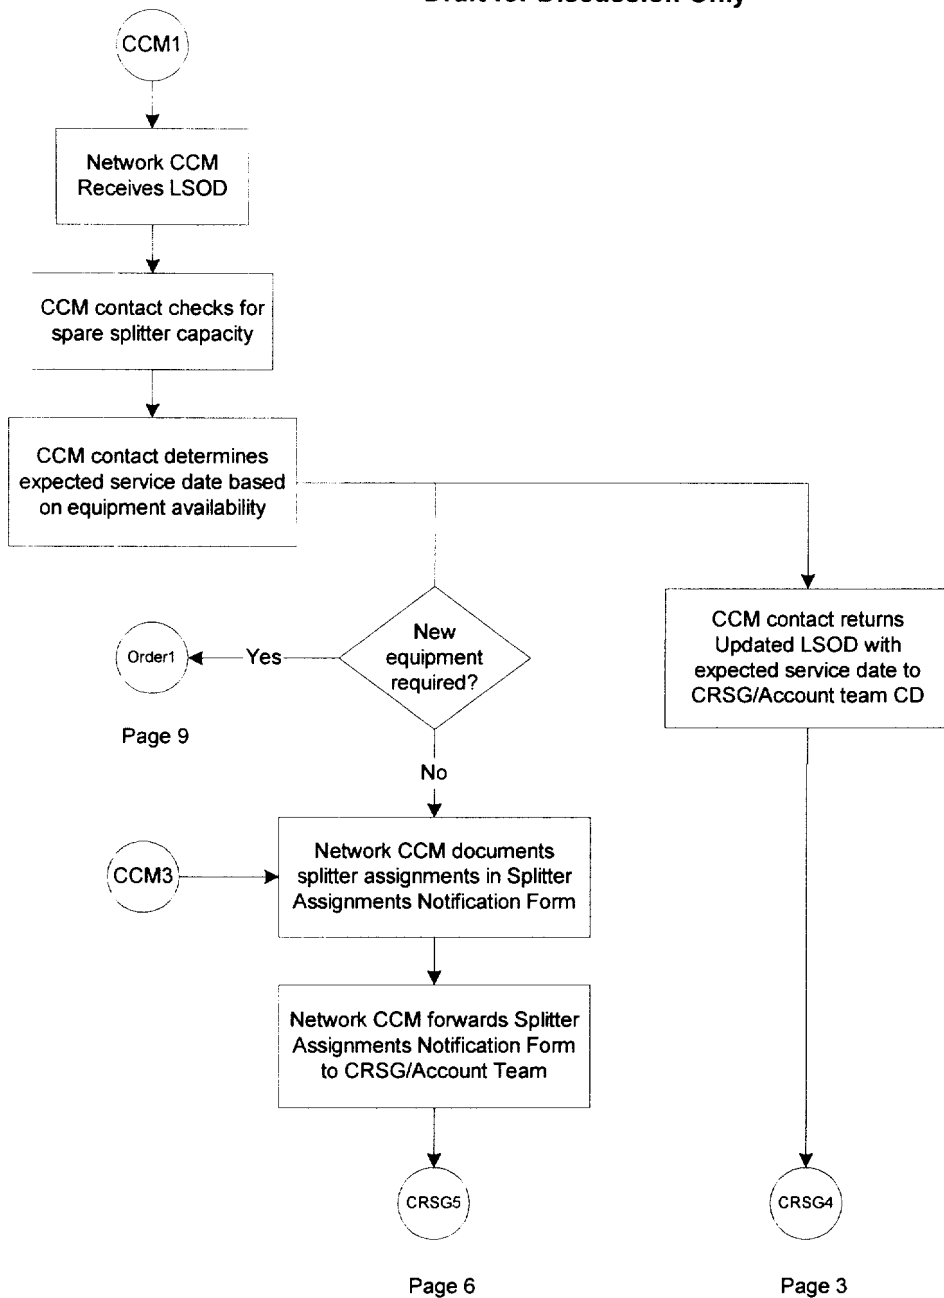 Draft for Discussion Only
CCM1
Network CCM
Receives LSOD
CCM contact checks for
spare splitter capacity
CCM contact determines
expected service date based
on equipment availability
New
equipment
required?
Yes
Order1
Page 9
CCM contact returns
Updated LSOD with
expected service date to
CRSG/Account team CD
No
CCM3
Network CCM documents
splitter assignments in Splitter
Assignments Notification Form
Network CCM forwards Splitter
Assignments Notification Form
to CRSG/Account Team
CRSG5
CRSG4
Page 6
Page 3